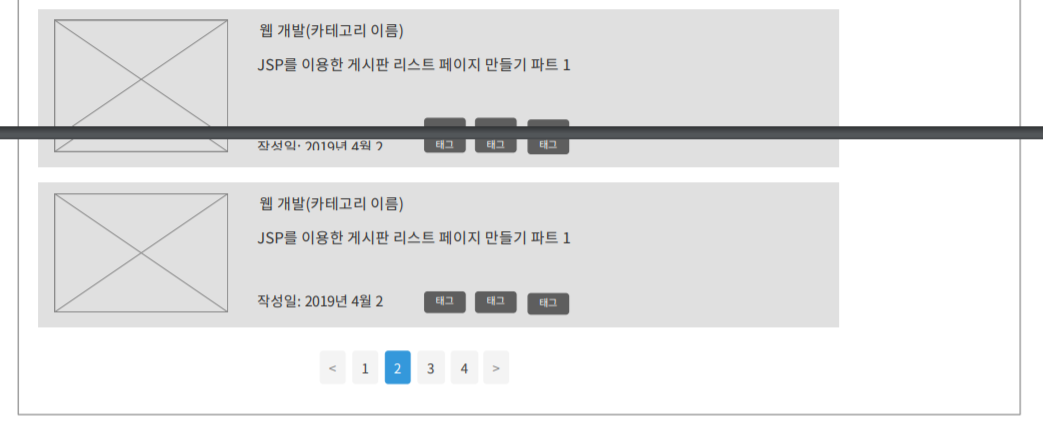 웹 개발(카테고리 이름)
JSP를 이용한 게시판 리스트 페이지 만들기 파트 1
작성일: 2019년 4월 2 태그 태그 태그
웹 개발(카테고리 이름)
JSP를 이용한 게시판 리스트 페이지 만들기 파트 1
작성일: 2019년 4월 2 태그 태그 태그
< 1 2 3 4 >